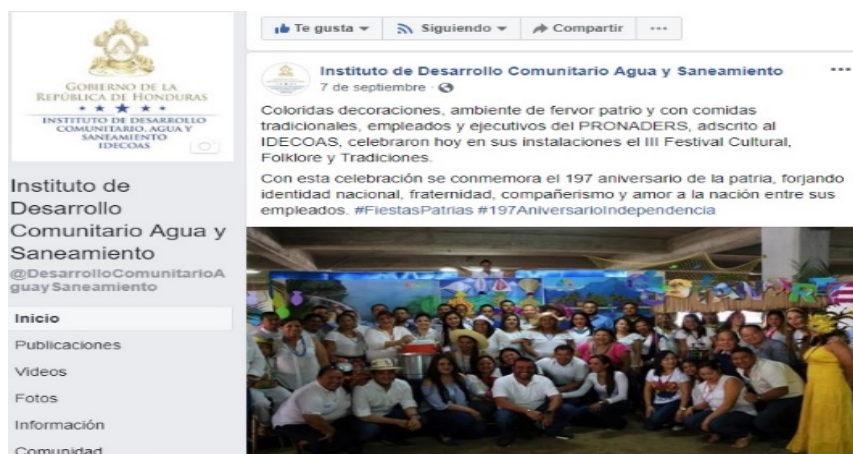 GOBIERNO DE LA
REPÚBLICA DE HONDURAS
INSTITUTO DE DESARROLLO
COMUNITARIO, AGUA Y
SANEAMIENTO
IDECOAS
Instituto de
Desarrollo
Comunitario Agua y
Saneamiento
@DesarrolloComunitarioA
guaySaneamiento
Inicio
Publicaciones
Videos
Fotos
Información
Comunidad
Te gusta
Siguiendo
Compartir
Instituto de Desarrollo Comunitario Agua y Saneamiento
7 de septiembre
Coloridas decoraciones, ambiente de fervor patrio y con comidas
tradicionales, empleados y ejecutivos del PRONADERS, adscrito al
IDECOAS, celebraron hoy en sus instalaciones el III Festival Cultural,
Folklore y Tradiciones.
Con esta celebración se conmemora el 197 aniversario de la patria, forjando
identidad nacional, fraternidad, compañerismo y amor a la nación entre sus
empleados. #FiestasPatrias #197AniversarioIndependencia